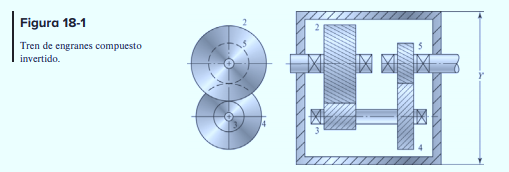 Figura 18-1
Tren de engranes compuesto
invertido.
2
5
3
4
2
5
Y
3
4